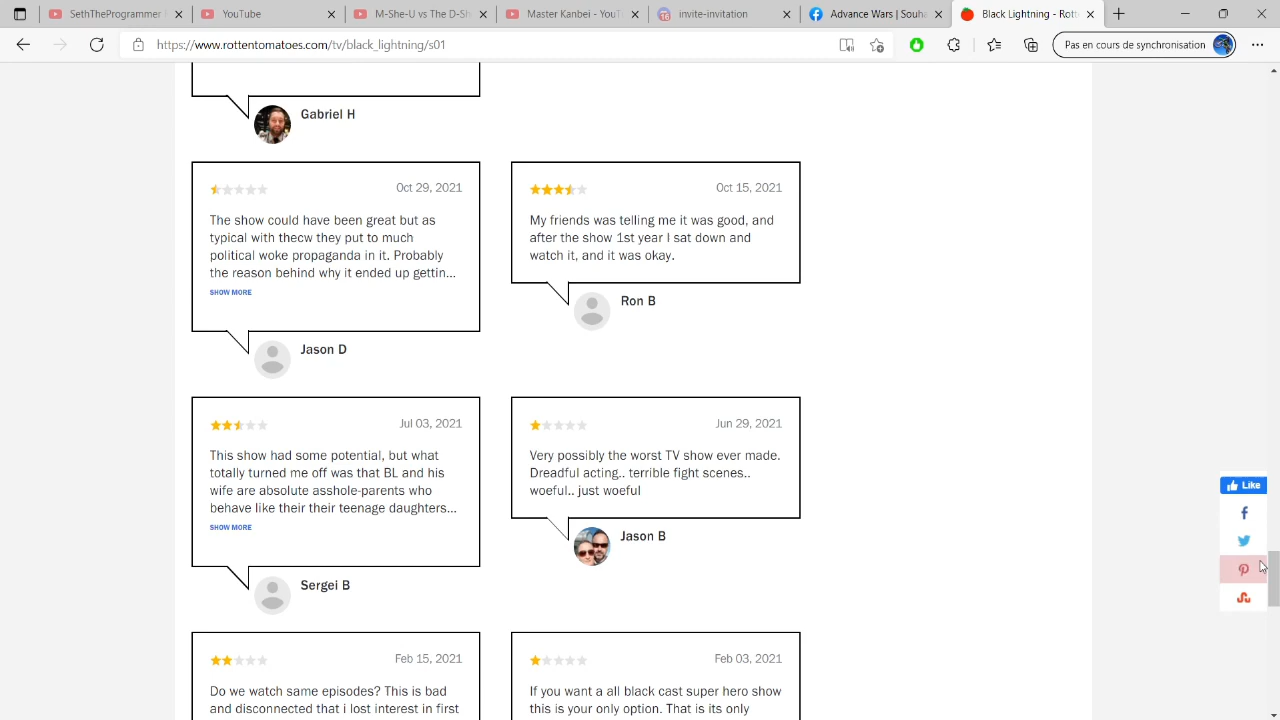 SethTheProgrammer
YouTube
M-She-U vs The D-Sh
Master Kanbei - YouT
16
invite-invitation
Advance Wars | Souha
Black Lightning - Rott
https://www.rottentomatoes.com/tv/black_lightning/s01
Pas en cours de synchronisation
Gabriel H
Oct 29, 2021
The show could have been great but as
typical with thecw they put to much
political woke propaganda in it. Probably
the reason behind why it ended up gettin...
SHOW MORE
Jason D
Oct 15, 2021
My friends was telling me it was good, and
after the show 1st year I sat down and
watch it, and it was okay.
Ron B
Jul 03, 2021
This show had some potential, but what
totally turned me off was that BL and his
wife are absolute asshole-parents who
behave like their their teenage daughters...
SHOW MORE
Sergei B
Jun 29, 2021
Very possibly the worst TV show ever made.
Dreadful acting.. terrible fight scenes..
woeful.. just woeful
Jason B
Like
Feb 15, 2021
Do we watch same episodes? This is bad
and disconnected that i lost interest in first
Feb 03, 2021
If you want a all black cast super hero show
this is your only option. That is its only